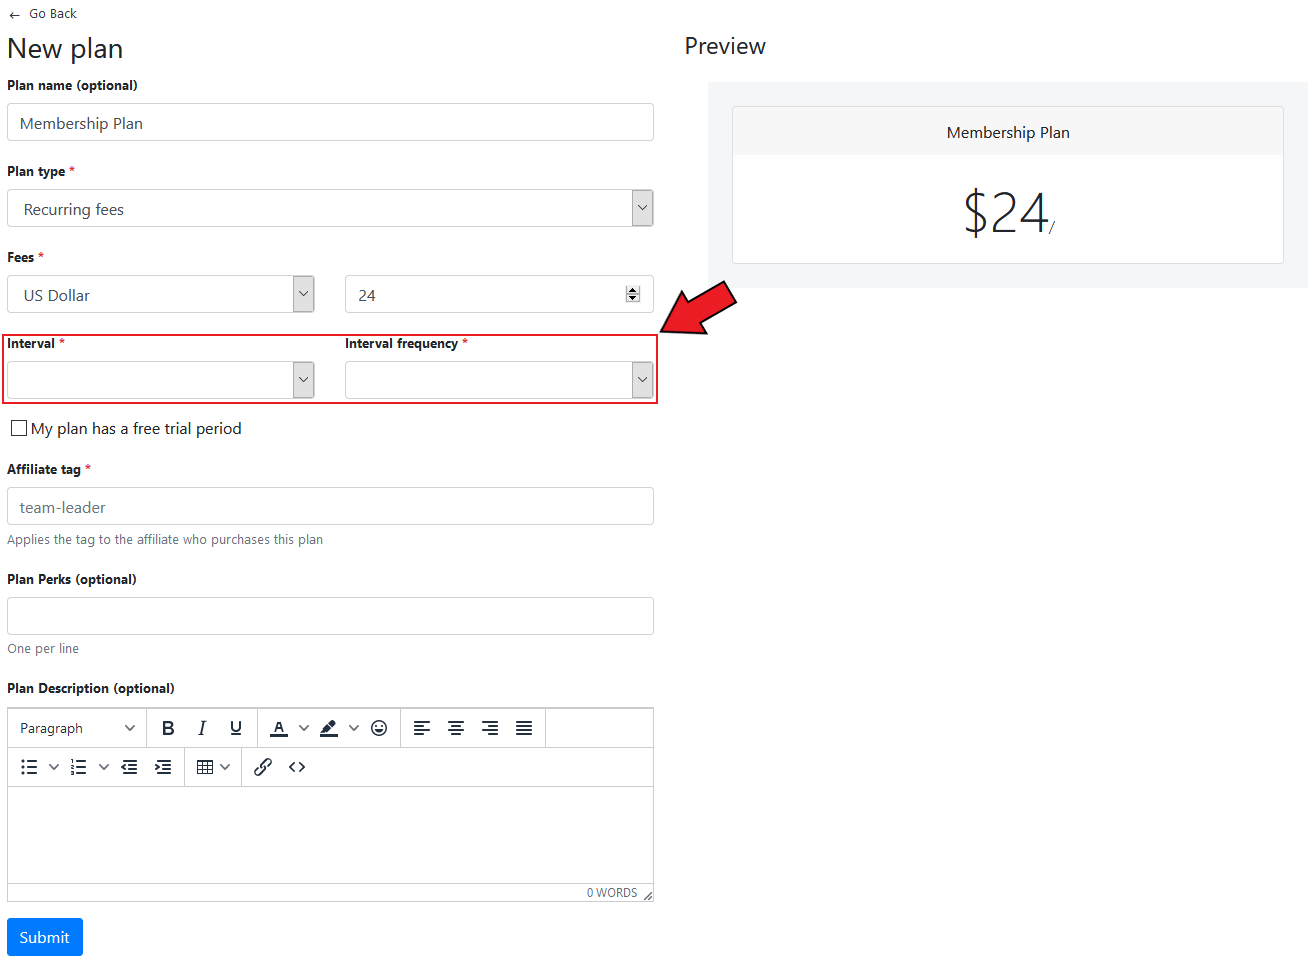 ← Go Back
New plan
Plan name (optional)
Membership Plan
Plan type *
Recurring fees
Fees *
US Dollar
24
Interval *
Interval frequency *
My plan has a free trial period
Affiliate tag *
team-leader
Applies the tag to the affiliate who purchases this plan
Plan Perks (optional)
One per line
Plan Description (optional)
Paragraph
B I U A
0 WORDS
Submit
Preview
Membership Plan
$24/